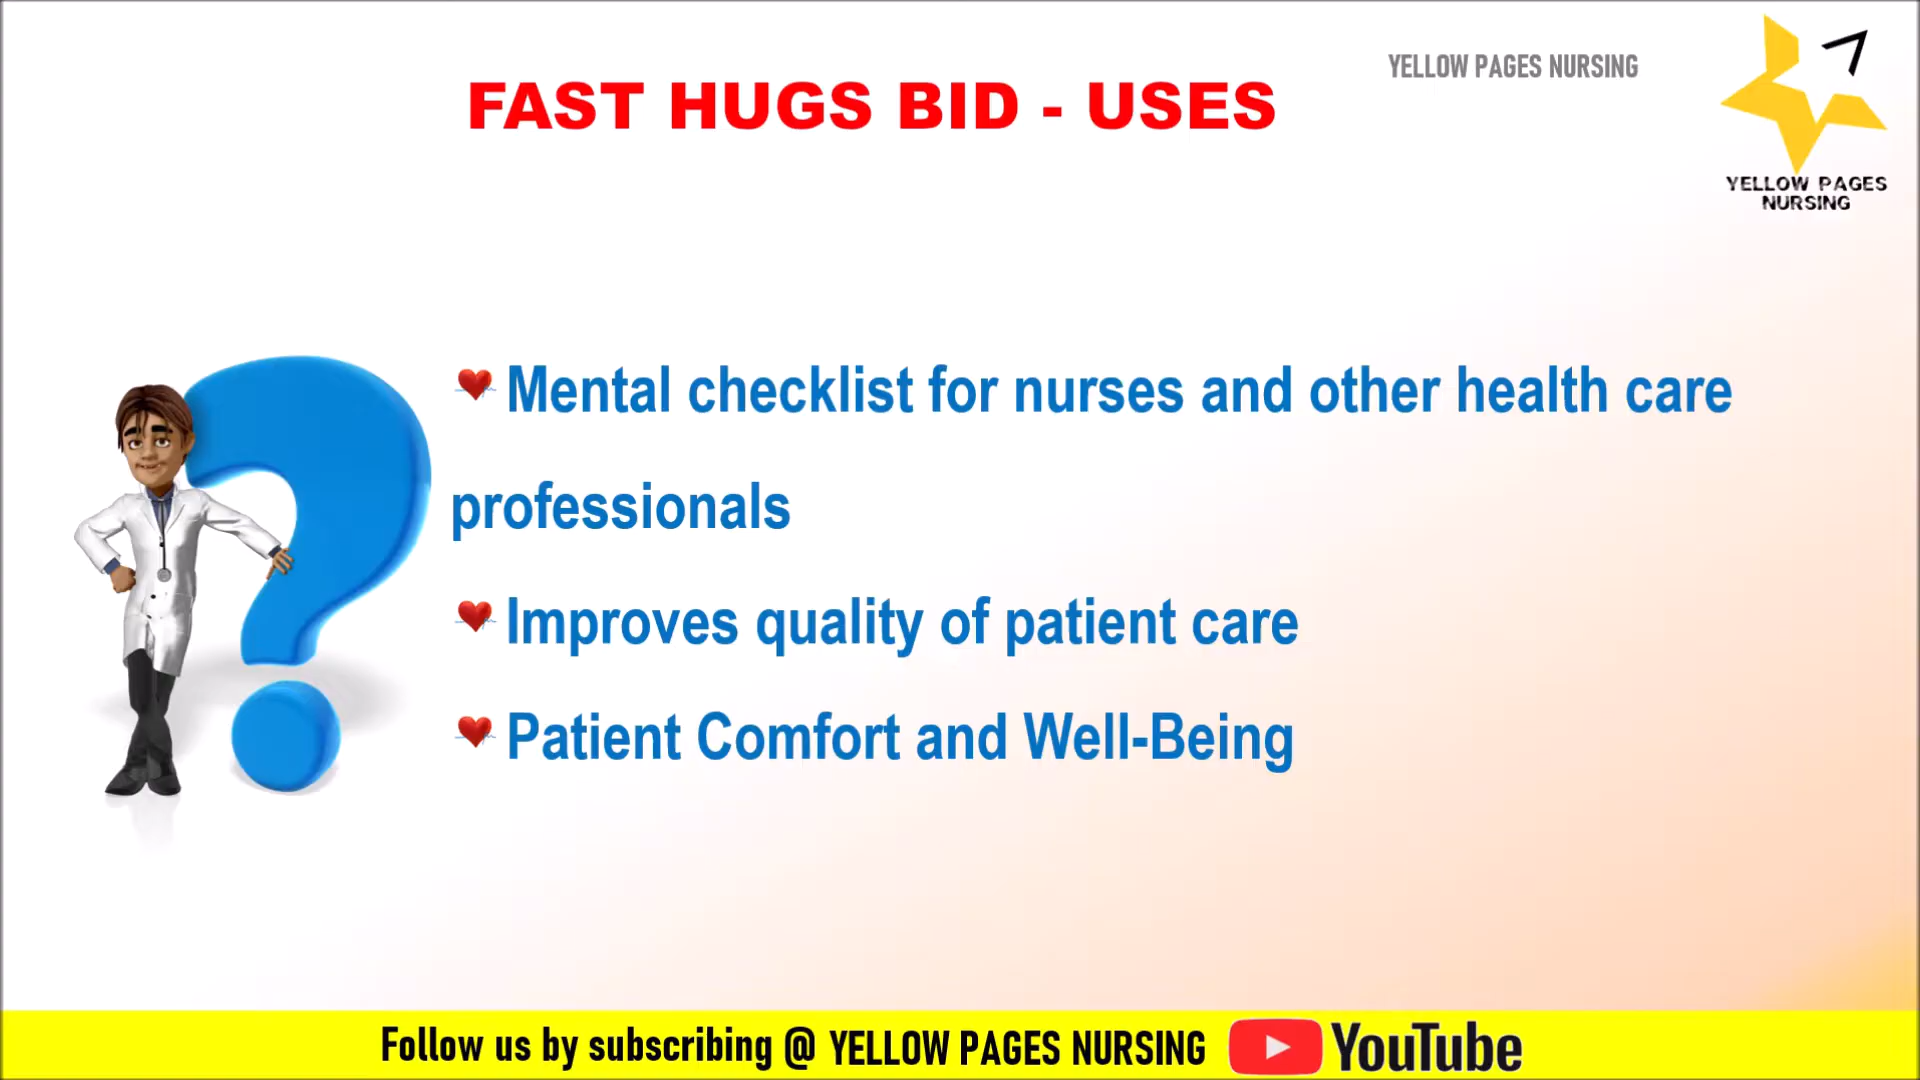 YELLOW PAGES NURSING
FAST HUGS BID - USES
YELLOW PAGES
NURSING
Mental checklist for nurses and other health care
professionals
Improves quality of patient care
Patient Comfort and Well-Being
Follow us by subscribing @ YELLOW PAGES NURSING YouTube